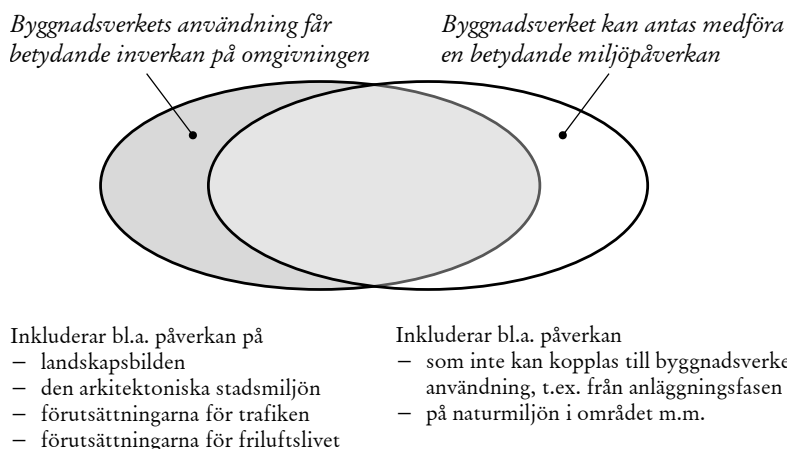 Byggnadsverkets användning får
betydande inverkan på omgivningen
Byggnadsverket kan antas medföra
en betydande miljöpåverkan
Inkluderar bl.a. påverkan på
– landskapsbilden
– den arkitektoniska stadsmiljön
– förutsättningarna för trafiken
– förutsättningarna för friluftslivet
Inkluderar bl.a. påverkan
– som inte kan kopplas till byggnadsverke
användning, t.ex. från anläggningsfasen
– på naturmiljön i området m.m.